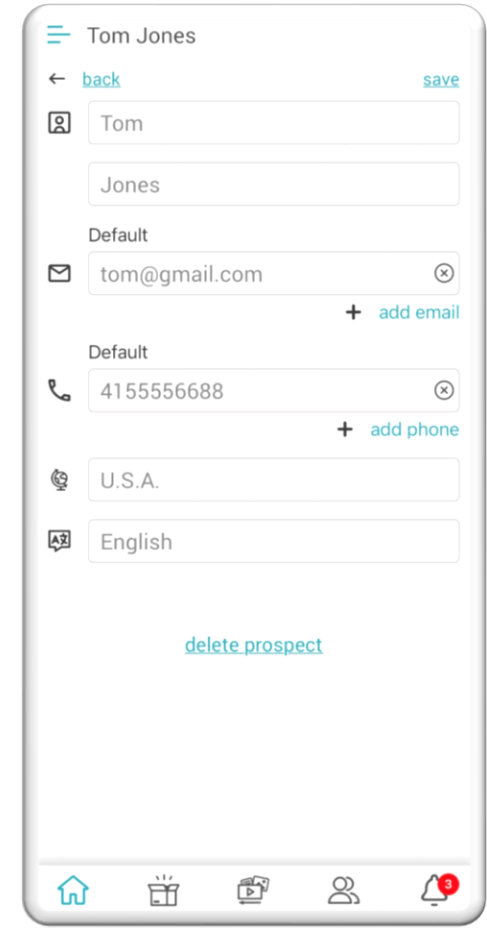 Tom Jones
back save
Tom
Jones
Default
tom@gmail.com
+ add email
Default
4155556688
+ add phone
U.S.A.
English
delete prospect
3